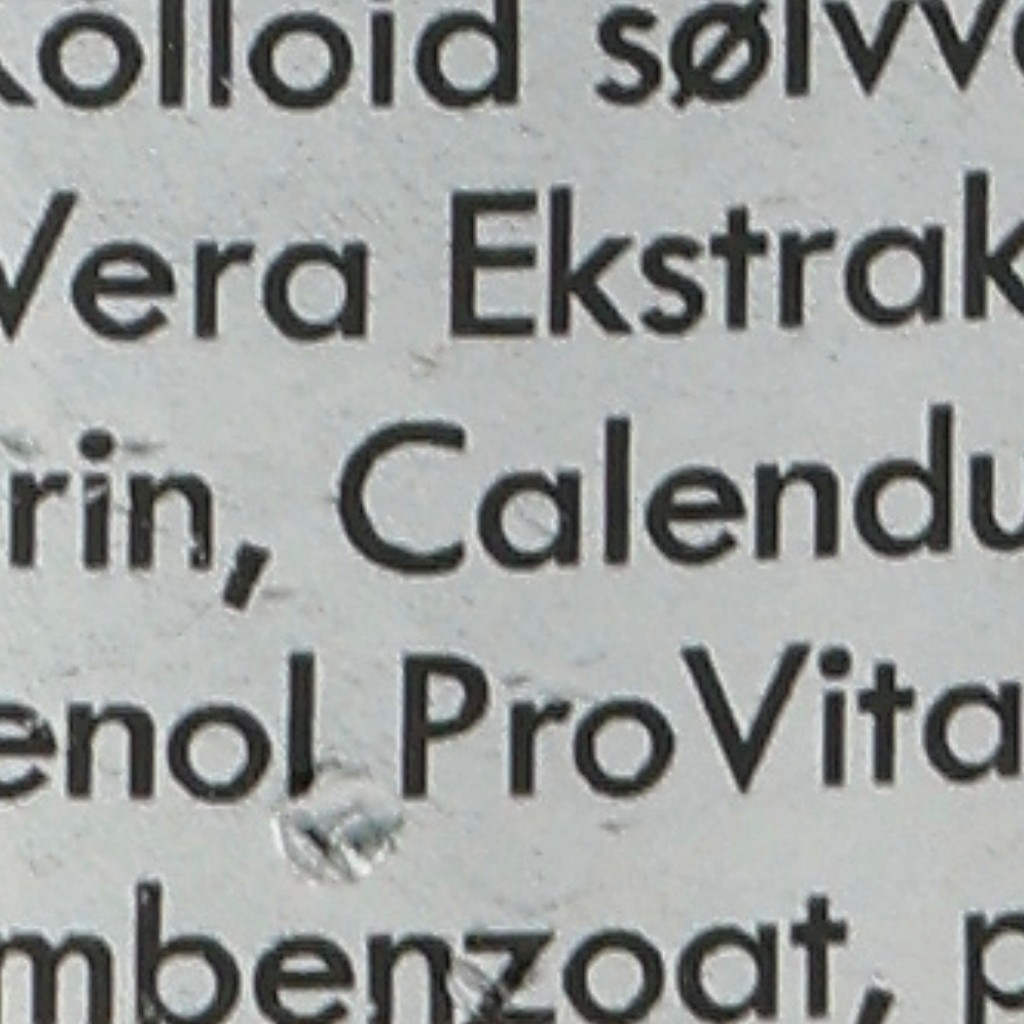 Kolloid sølvv
Vera Ekstrak
rin, Calendu
enol ProVita
mbenzoat, p